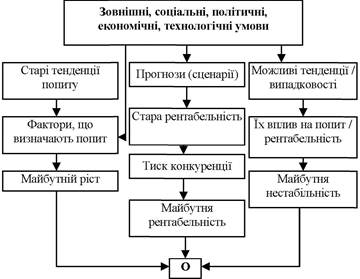 Зовнішні, соціальні, політичні,
економічні, технологічні умови
Старі тенденції
попиту
Прогнози (сценарії)
Можливі тенденції /
випадковості
Стара рентабельність
Фактори, що
визначають попит
Їх вплив на попит /
рентабельність
Тиск конкуренції
Майбутній ріст
Майбутня
нестабільність
Майбутня
рентабельність
О